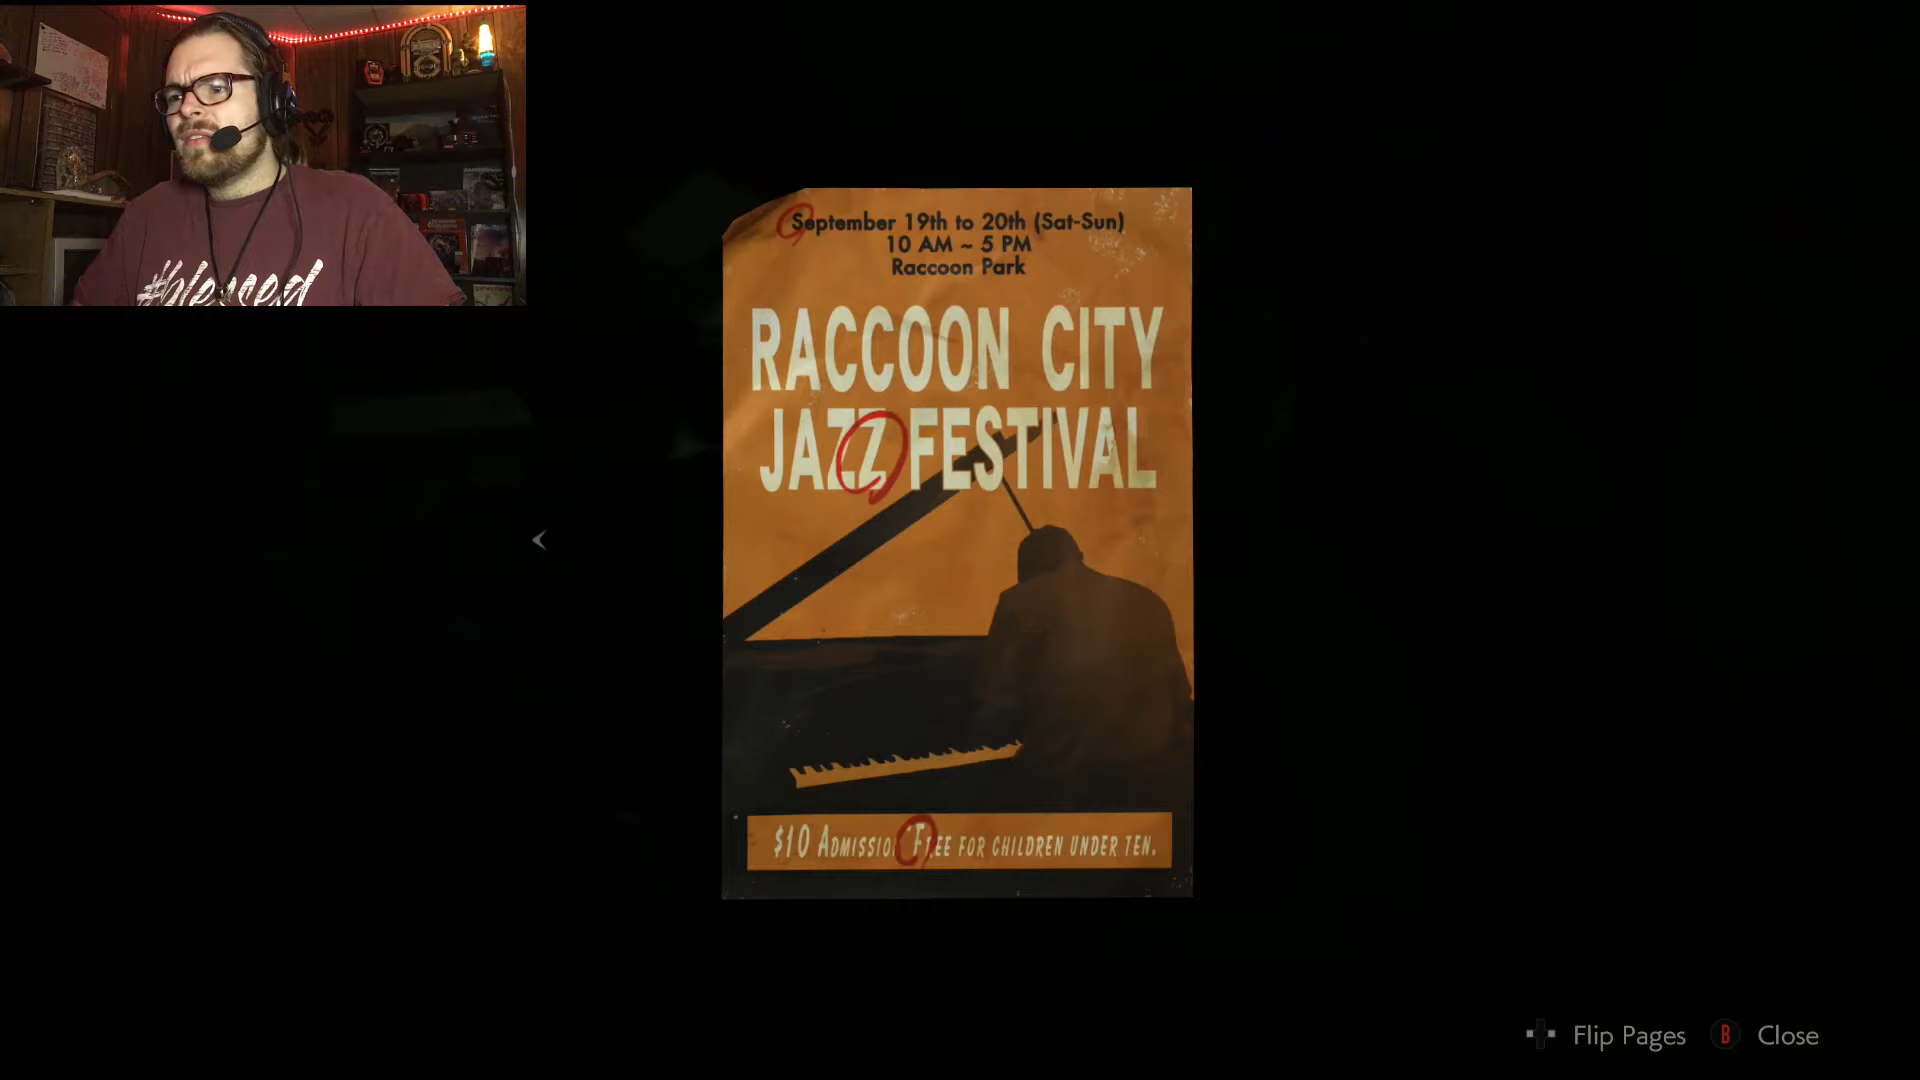 September 19th to 20th (Sat-Sun)
10 AM ~ 5 PM
Raccoon Park
RACCOON CITY
JAZZ FESTIVAL
$10 Admission Free for children under ten.
#blessed
Flip Pages B Close